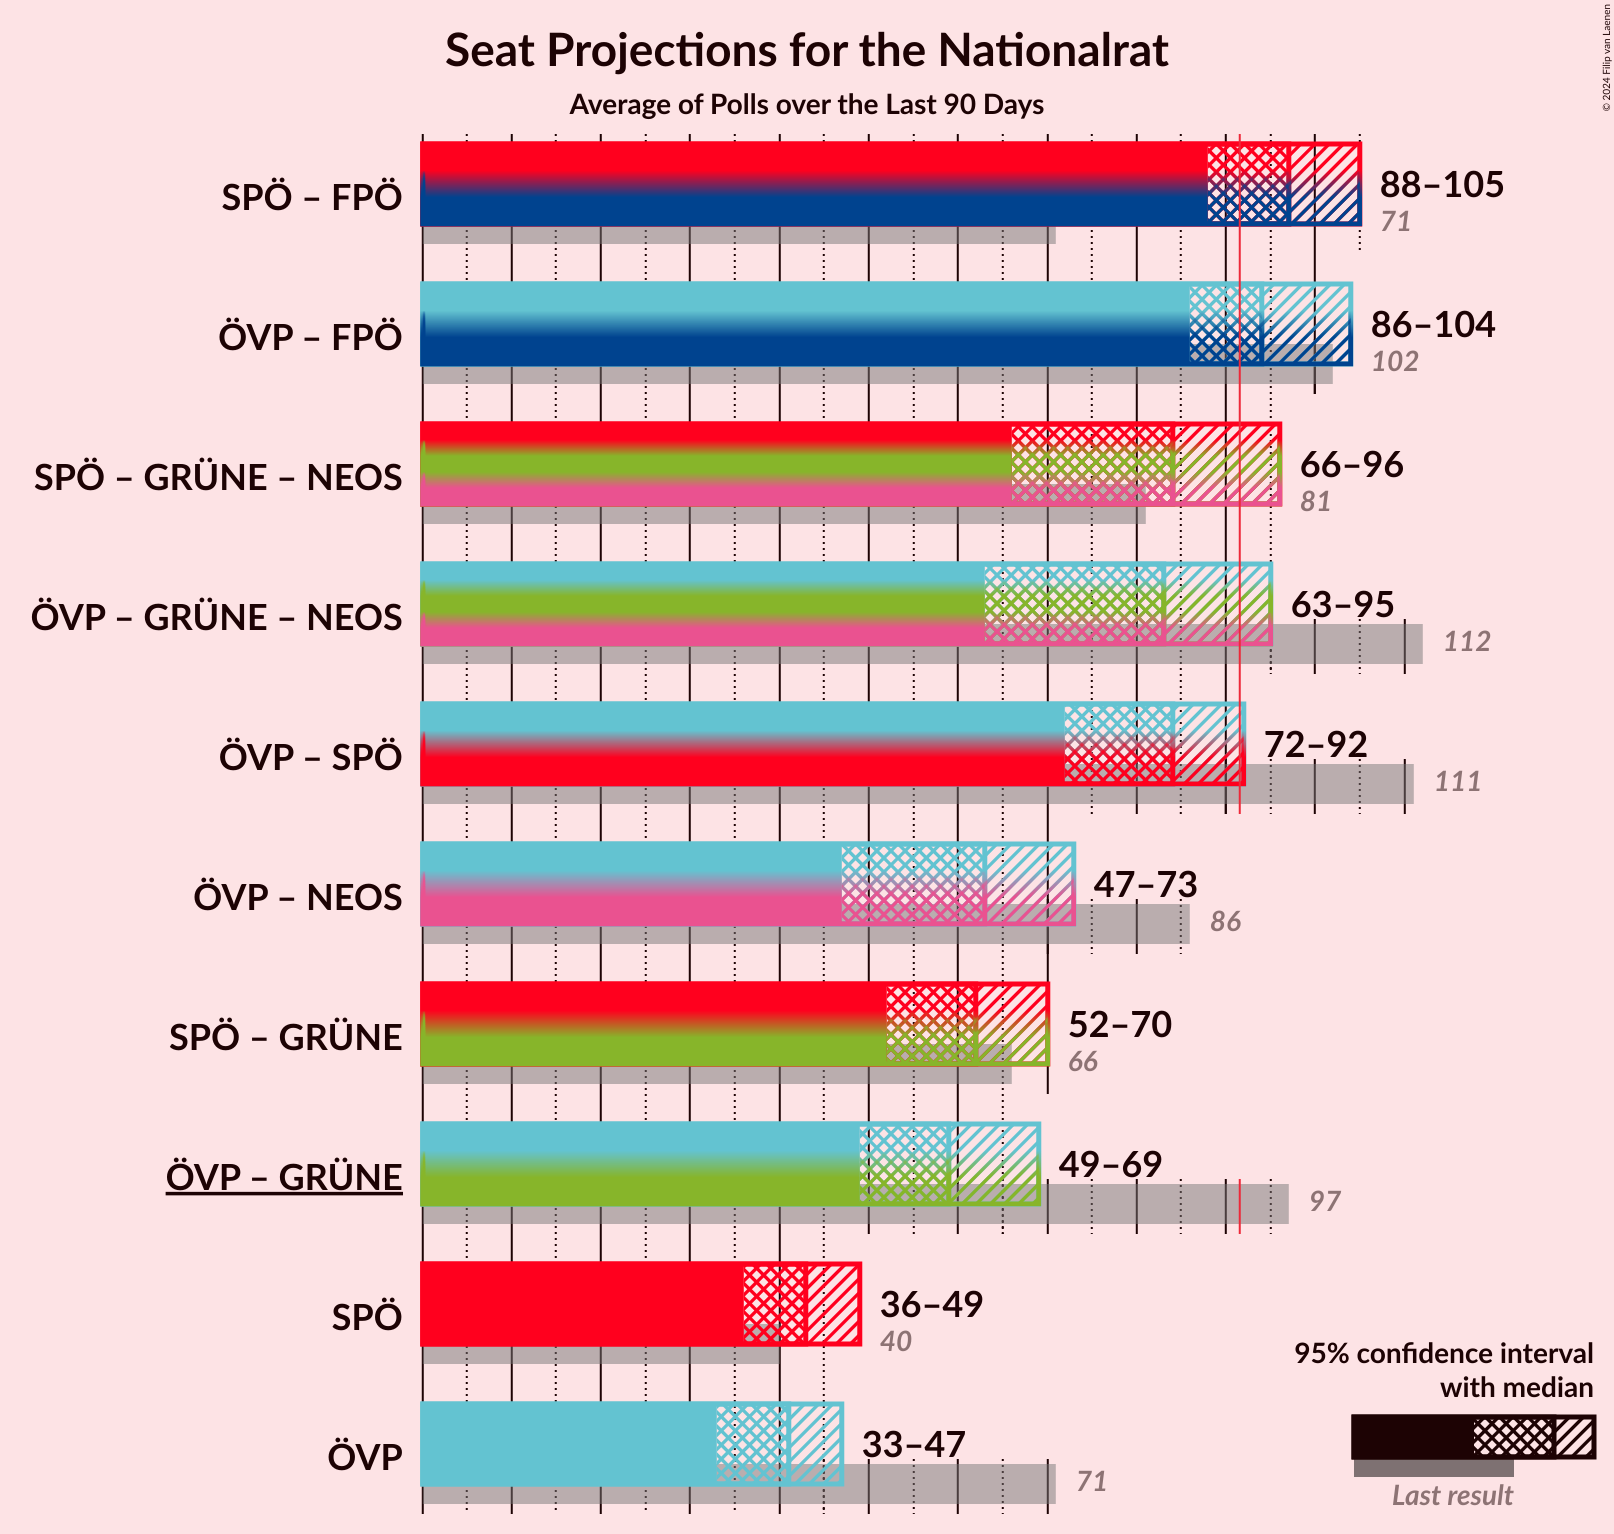 Seat Projections for the Nationalrat
Average of Polls over the Last 90 Days
© 2024 Filip van Laenen
SPÖ – FPÖ
88–105
71
ÖVP – FPÖ
86–104
102
SPÖ – GRÜNE – NEOS
66–96
81
ÖVP – GRÜNE – NEOS
63–95
112
ÖVP – SPÖ
72–92
111
ÖVP – NEOS
47–73
86
SPÖ – GRÜNE
52–70
66
ÖVP – GRÜNE
49–69
97
SPÖ
36–49
40
ÖVP
33–47
71
95% confidence interval
with median
Last result